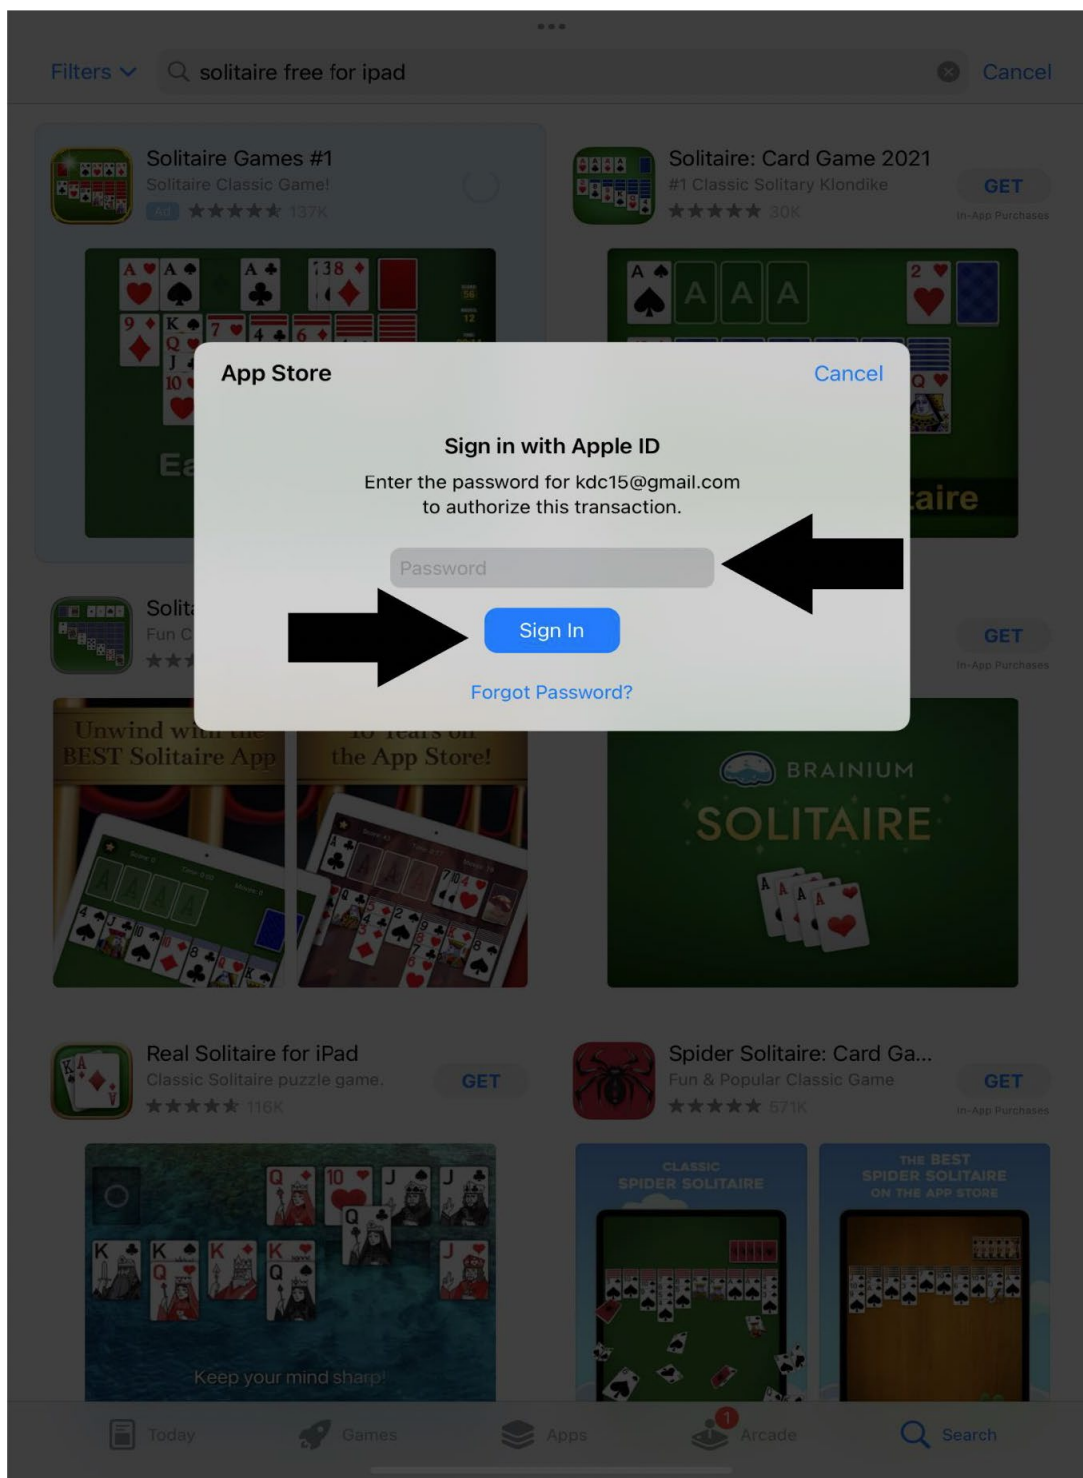 Filters
solitaire free for ipad
Cancel
Solitaire Games #1
Solitaire Classic Game!
Ad 137K
Solitaire: Card Game 2021
#1 Classic Solitary Klondike
30K
GET
In-App Purchases
App Store
Cancel
Sign in with Apple ID
Enter the password for kdc15@gmail.com
to authorize this transaction.
Password
Sign In
Forgot Password?
aire
Fun
GET
In-App Purchases
Unwind
BEST Solitaire App
the App Store!
BRAINIUM
SOLITAIRE
Real Solitaire for iPad
Classic Solitaire puzzle game.
116K
GET
Spider Solitaire: Card Ga...
Fun & Popular Classic Game
571K
GET
In-App Purchases
Keep your mind sharp!
CLASSIC
SPIDER SOLITAIRE
THE BEST
SPIDER SOLITAIRE
ON THE APP STORE
Today
Games
Apps
1
Arcade
Search